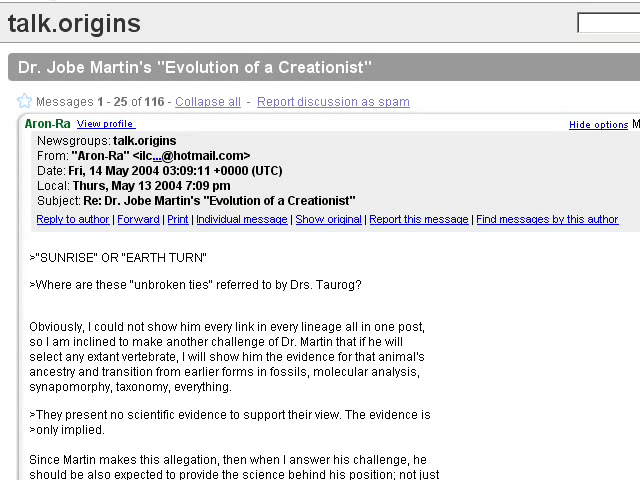 talk.origins
Dr. Jobe Martin's "Evolution of a Creationist"
Messages 1 - 25 of 116 - Collapse all - Report discussion as spam
Aron-Ra View profile Hide options M
Newsgroups: talk.origins
From: "Aron-Ra" <ilc...@hotmail.com>
Date: Fri, 14 May 2004 03:09:11 +0000 (UTC)
Local: Thurs, May 13 2004 7:09 pm
Subject: Re: Dr. Jobe Martin's "Evolution of a Creationist"
Reply to author | Forward | Print | Individual message | Show original | Report this message | Find messages by this author
>"SUNRISE" OR "EARTH TURN"
>Where are these "unbroken ties" referred to by Drs. Taurog?
Obviously, I could not show him every link in every lineage all in one post,
so I am inclined to make another challenge of Dr. Martin that if he will
select any extant vertebrate, I will show him the evidence for that animal's
ancestry and transition from earlier forms in fossils, molecular analysis,
synapomorphy, taxonomy, everything.
>They present no scientific evidence to support their view. The evidence is
>only implied.
Since Martin makes this allegation, then when I answer his challenge, he
should be also expected to provide the science behind his position; not just